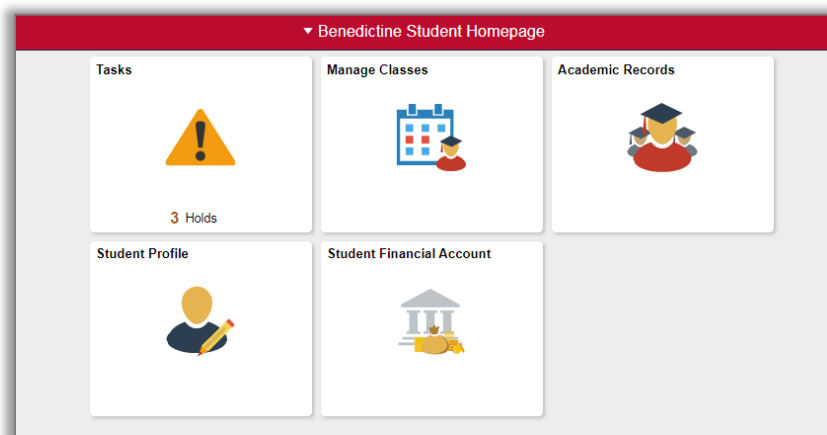 Benedictine Student Homepage
Tasks
Manage Classes
Academic Records
3 Holds
Student Profile
Student Financial Account